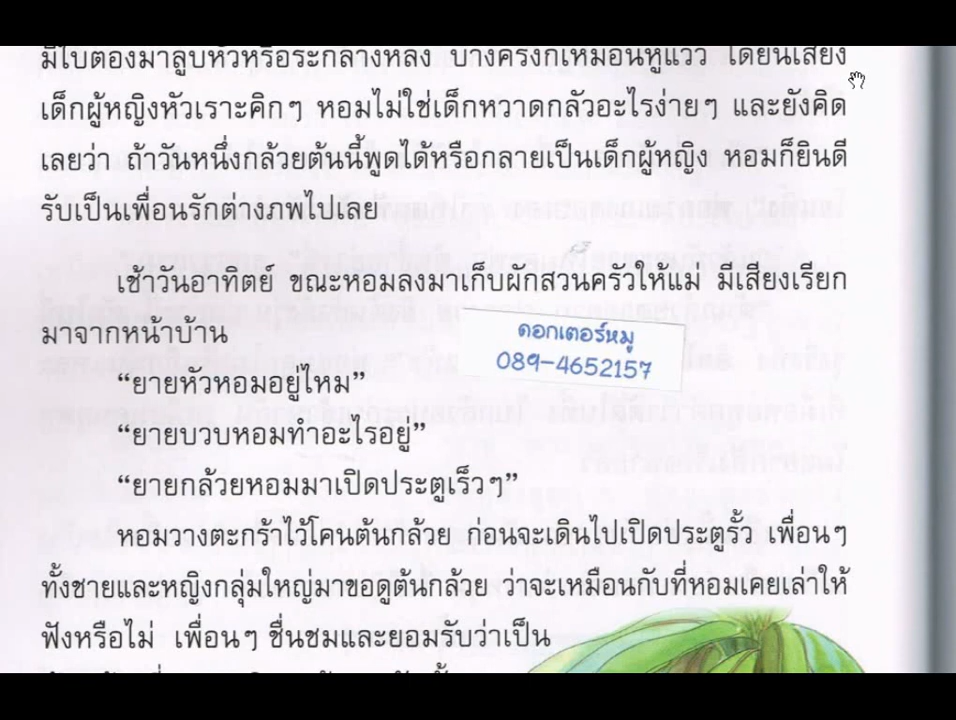 มีใบตองมาลูบหัวหรือระกลางหลัง บางครั้งก็เหมือนหูแว่ว ได้ยินเสียง
เด็กผู้หญิงหัวเราะคิกๆ หอมไม่ใช่เด็กหวาดกลัวอะไรง่ายๆ และยังคิด
เลยว่า ถ้าวันหนึ่งกล้วยต้นนี้พูดได้หรือกลายเป็นเด็กผู้หญิง หอมก็ยินดี
รับเป็นเพื่อนรักต่างภพไปเลย
เช้าวันอาทิตย์ ขณะหอมลงมาเก็บผักสวนครัวให้แม่ มีเสียงเรียก
มาจากหน้าบ้าน
ดอกเตอร์หมู
089-4652157
“ยายหัวหอมอยู่ไหม”
“ยายบวบหอมทำอะไรอยู่”
“ยายกล้วยหอมมาเปิดประตูเร็วๆ”
หอมวางตะกร้าไว้โคนต้นกล้วย ก่อนจะเดินไปเปิดประตูรั้ว เพื่อนๆ
ทั้งชายและหญิงกลุ่มใหญ่มาขอดูต้นกล้วย ว่าจะเหมือนกับที่หอมเคยเล่าให้
ฟังหรือไม่ เพื่อนๆ ชื่นชมและยอมรับว่าเป็น